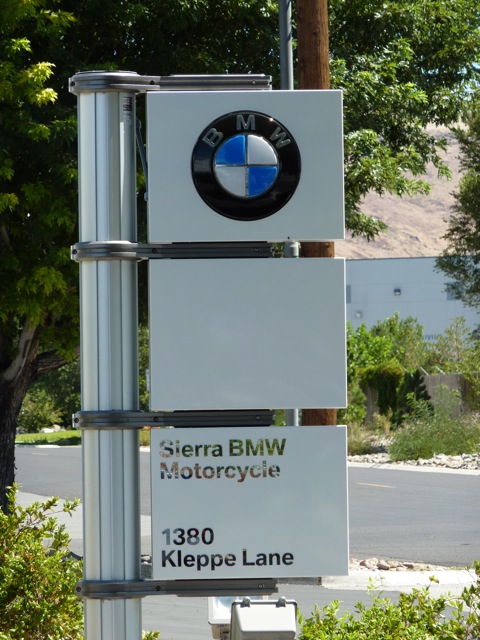 BMW
Sierra BMW
Motorcycle
1380
Kleppe Lane